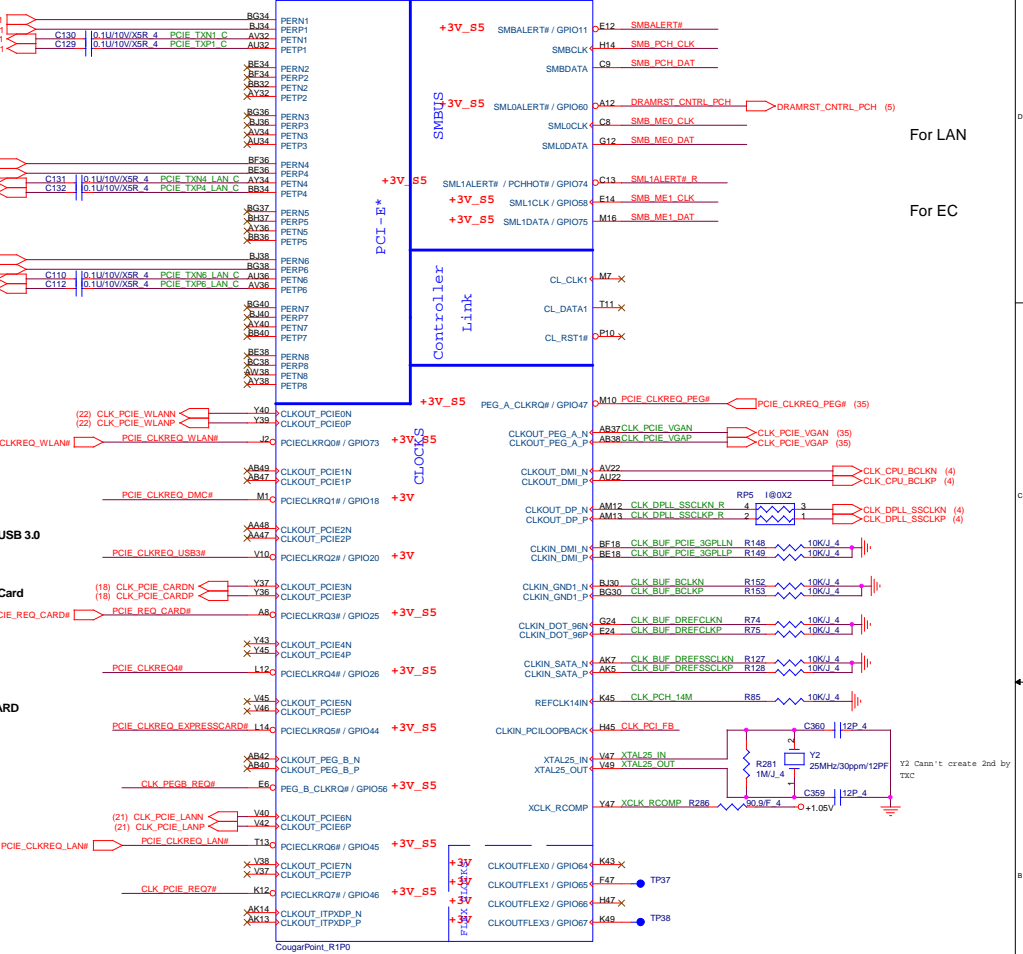 BG34 PERN1
BJ34 PERP1
C130 0.1U/10V/X5R_4 PCIE_TXN1_C AV32 PETN1
C129 0.1U/10V/X5R_4 PCIE_TXP1_C AU32 PETP1
BE34 PERN2
BF34 PERP2
BB32 PETN2
AY32 PETP2
BG36 PERN3
BJ36 PERP3
AV34 PETN3
AU34 PETP3
BF36 PERN4
BE36 PERP4
C131 0.1U/10V/X5R_4 PCIE_TXN4_LAN_C AY34 PETN4
C132 0.1U/10V/X5R_4 PCIE_TXP4_LAN_C BB34 PETP4
BG37 PERN5
BH37 PERP5
AY36 PETN5
BB36 PETP5
BJ38 PERN6
BG38 PERP6
C110 0.1U/10V/X5R_4 PCIE_TXN6_LAN_C AU36 PETN6
C112 0.1U/10V/X5R_4 PCIE_TXP6_LAN_C AV36 PETP6
BG40 PERN7
BJ40 PERP7
AY40 PETN7
BB40 PETP7
BE38 PERN8
BC38 PERP8
AW38 PETN8
AY38 PETP8
PCI-E*
(22) CLK_PCIE_WLANN Y40 CLKOUT_PCIE0N
(22) CLK_PCIE_WLANP Y39 CLKOUT_PCIE0P
CLKREQ_WLAN# PCIE_CLKREQ_WLAN# J2 PCIECLKRQ0# / GPIO73 +3V_S5
AB49 CLKOUT_PCIE1N
AB47 CLKOUT_PCIE1P
PCIE_CLKREQ_DMC# M1 PCIECLKRQ1# / GPIO18 +3V
AA48 CLKOUT_PCIE2N
AA47 CLKOUT_PCIE2P
USB 3.0
PCIE_CLKREQ_USB3# V10 PCIECLKRQ2# / GPIO20 +3V
(18) CLK_PCIE_CARDN Y37 CLKOUT_PCIE3N
(18) CLK_PCIE_CARDP Y36 CLKOUT_PCIE3P
Card
CIE_REQ_CARD# PCIE_REQ_CARD# A8 PCIECLKRQ3# / GPIO25 +3V_S5
Y43 CLKOUT_PCIE4N
Y45 CLKOUT_PCIE4P
PCIE_CLKREQ4# L12 PCIECLKRQ4# / GPIO26 +3V_S5
V45 CLKOUT_PCIE5N
V46 CLKOUT_PCIE5P
ARD
PCIE_CLKREQ_EXPRESSCARD# L14 PCIECLKRQ5# / GPIO44 +3V_S5
AB42 CLKOUT_PEG_B_N
AB40 CLKOUT_PEG_B_P
CLK_PEGB_REQ# E6 PEG_B_CLKRQ# / GPIO56 +3V_S5
(21) CLK_PCIE_LANN V40 CLKOUT_PCIE6N
(21) CLK_PCIE_LANP V42 CLKOUT_PCIE6P
PCIE_CLKREQ_LAN# PCIE_CLKREQ_LAN# T13 PCIECLKRQ6# / GPIO45 +3V_S5
V38 CLKOUT_PCIE7N
V37 CLKOUT_PCIE7P
CLK_PCIE_REQ7# K12 PCIECLKRQ7# / GPIO46 +3V_S5
AK14 CLKOUT_ITPXDP_N
AK13 CLKOUT_ITPXDP_P
CougarPoint_R1P0
SMBUS
+3V_S5 SMBALERT# / GPIO11 E12 SMBALERT#
SMBCLK H14 SMB_PCH_CLK
SMBDATA C9 SMB_PCH_DAT
+3V_S5 SML0ALERT# / GPIO60 A12 DRAMRST_CNTRL_PCH DRAMRST_CNTRL_PCH (5)
SML0CLK C8 SMB_ME0_CLK
SML0DATA G12 SMB_ME0_DAT
For LAN
+3V_S5 SML1ALERT# / PCHHOT# / GPIO74 C13 SML1ALERT#_R
+3V_S5 SML1CLK / GPIO58 E14 SMB_ME1_CLK
+3V_S5 SML1DATA / GPIO75 M16 SMB_ME1_DAT
For EC
Controller
Link
CL_CLK1 M7
CL_DATA1 T11
CL_RST1# P10
CLOCKS
+3V_S5 PEG_A_CLKRQ# / GPIO47 M10 PCIE_CLKREQ_PEG# PCIE_CLKREQ_PEG# (35)
CLKOUT_PEG_A_N AB37 CLK_PCIE_VGAN CLK_PCIE_VGAN (35)
CLKOUT_PEG_A_P AB38 CLK_PCIE_VGAP CLK_PCIE_VGAP (35)
CLKOUT_DMI_N AV22 CLK_CPU_BCLKN (4)
CLKOUT_DMI_P AU22 CLK_CPU_BCLKP (4)
RP5 I@0X2
CLKOUT_DP_N AM12 CLK_DPLL_SSCLKN_R 4 3 CLK_DPLL_SSCLKN (4)
CLKOUT_DP_P AM13 CLK_DPLL_SSCLKP_R 2 1 CLK_DPLL_SSCLKP (4)
CLKIN_DMI_N BF18 CLK_BUF_PCIE_3GPLLN R148 10K/J_4
CLKIN_DMI_P BE18 CLK_BUF_PCIE_3GPLLP R149 10K/J_4
CLKIN_GND1_N BJ30 CLK_BUF_BCLKN R152 10K/J_4
CLKIN_GND1_P BG30 CLK_BUF_BCLKP R153 10K/J_4
CLKIN_DOT_96N G24 CLK_BUF_DREFCLKN R74 10K/J_4
CLKIN_DOT_96P E24 CLK_BUF_DREFCLKP R75 10K/J_4
CLKIN_SATA_N AK7 CLK_BUF_DREFSSCLKN R127 10K/J_4
CLKIN_SATA_P AK5 CLK_BUF_DREFSSCLKP R128 10K/J_4
REFCLK14IN K45 CLK_PCH_14M R85 10K/J_4
CLKIN_PCILOOPBACK H45 CLK_PCI_FB
C360 12P_4
XTAL25_IN V47 XTAL25_IN
XTAL25_OUT V49 XTAL25_OUT
R281
1M/J_4
2
Y2
25MHz/30ppm/12PF
1
Y2 Cann't create 2nd by
TXC
C359 12P_4
XCLK_RCOMP Y47 XCLK_RCOMP R286 90.9/F_4 +1.05V
FLEX CLOCKS
+3V CLKOUTFLEX0 / GPIO64 K43
+3V CLKOUTFLEX1 / GPIO65 F47 TP37
+3V CLKOUTFLEX2 / GPIO66 H47
+3V CLKOUTFLEX3 / GPIO67 K49 TP38
D
C
B